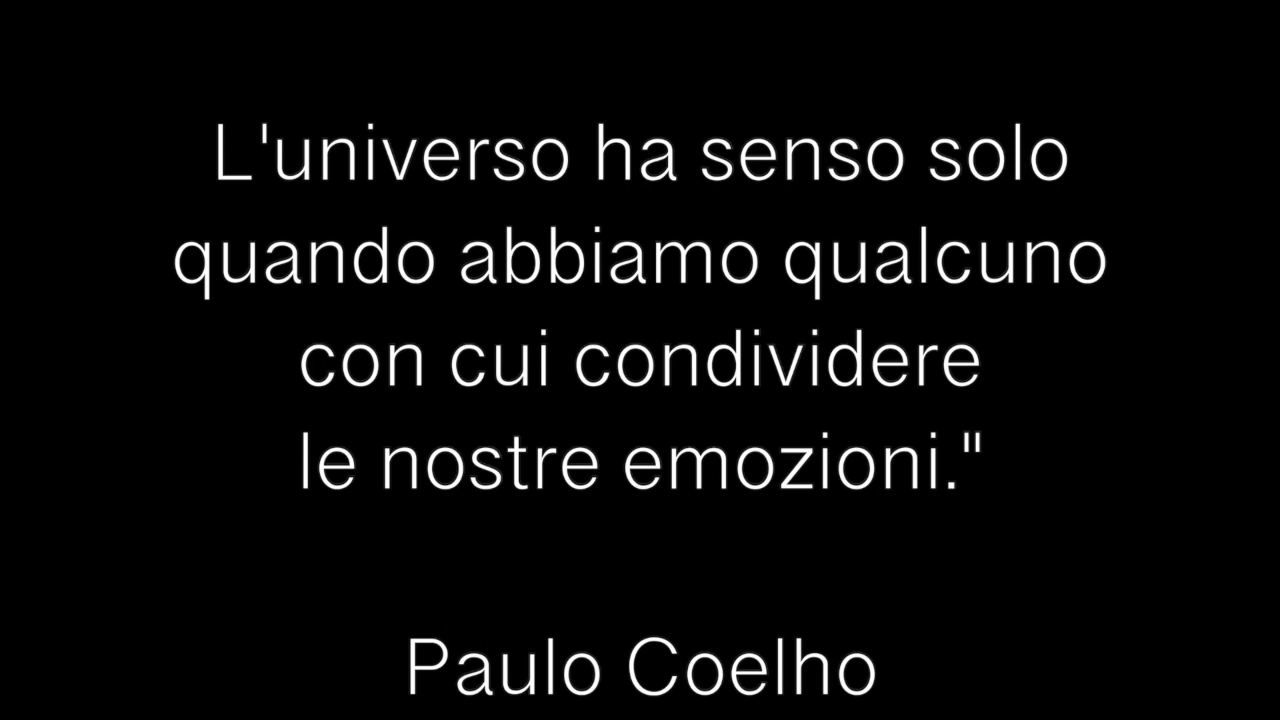 L'universo ha senso solo
quando abbiamo qualcuno
con cui condividere
le nostre emozioni."
Paulo Coelho